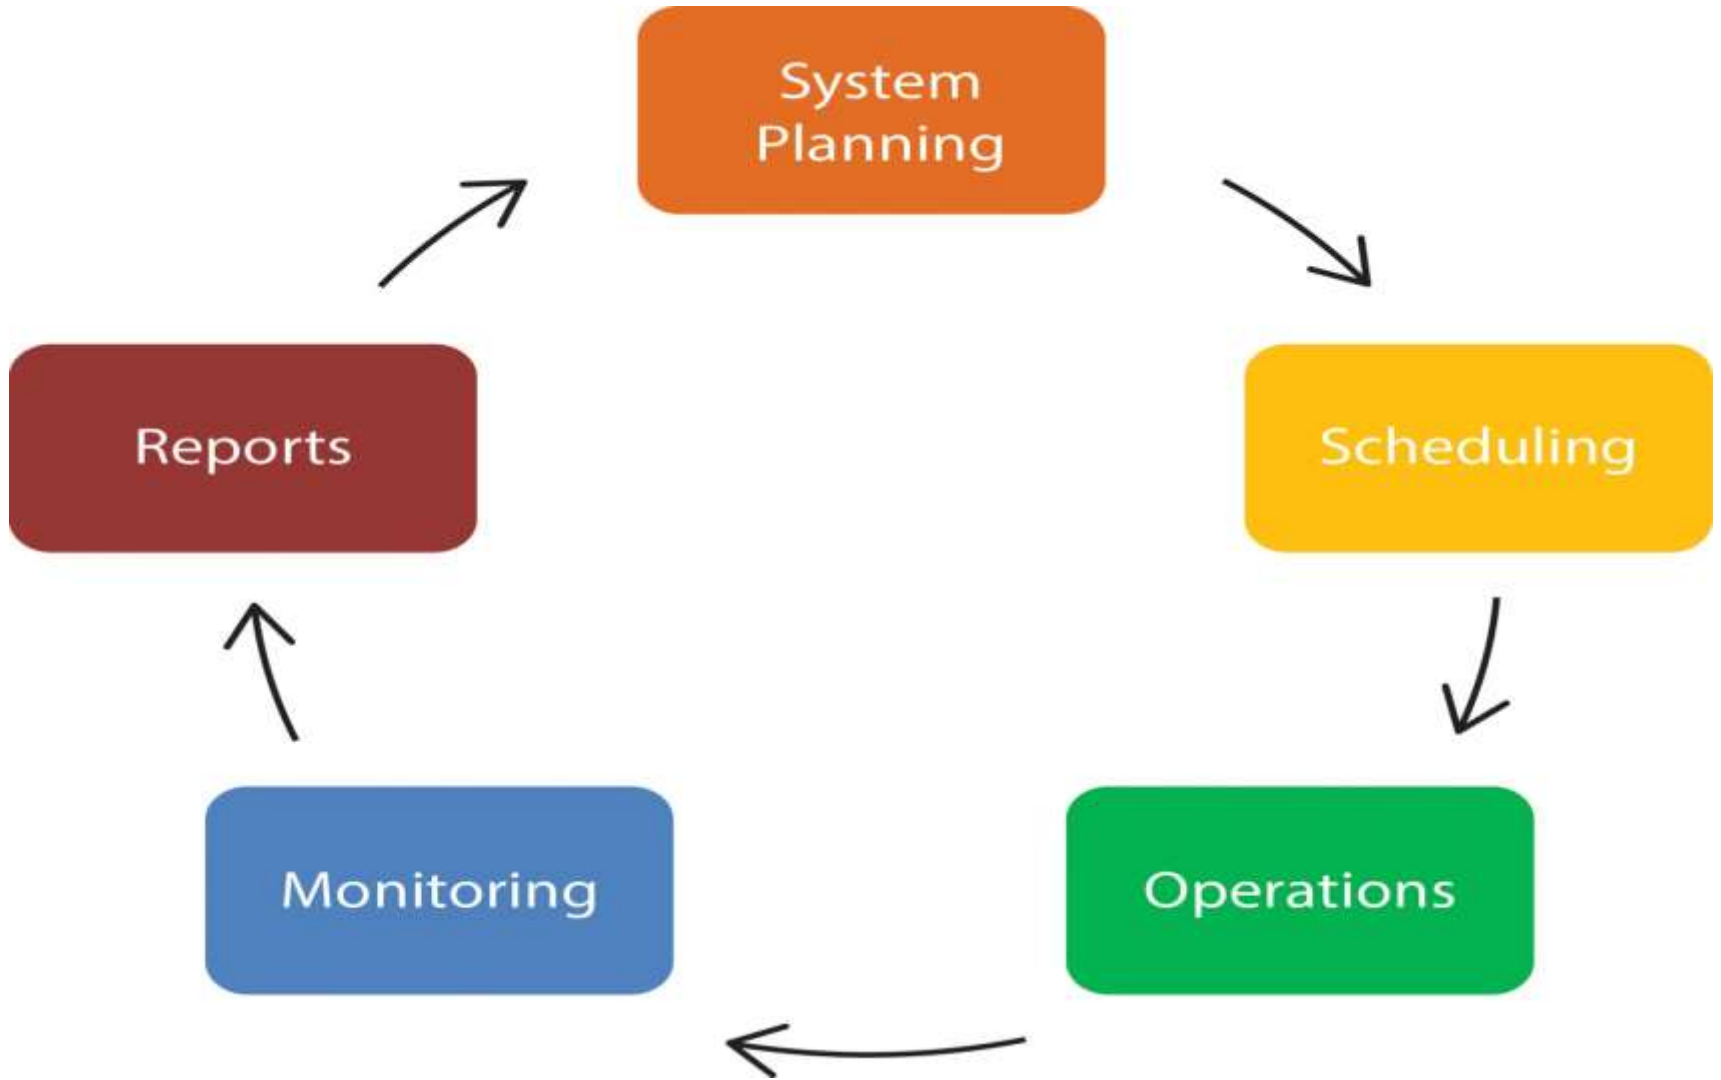 System
Planning
Scheduling
Operations
Monitoring
Reports